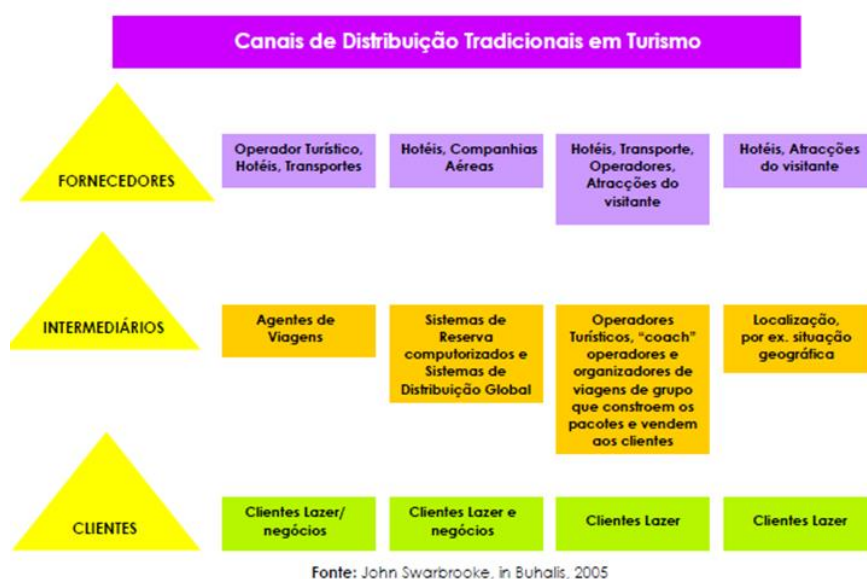 Canais de Distribuição Tradicionais em Turismo
FORNECEDORES
Operador Turístico,
Hotéis, Transportes
Hotéis, Companhias
Aéreas
Hotéis, Transporte,
Operadores,
Atracções do
visitante
Hotéis, Atracções
do visitante
INTERMEDIÁRIOS
Agentes de
Viagens
Sistemas de
Reserva
computorizados e
Sistemas de
Distribuição Global
Operadores
Turísticos, “coach”
operadores e
organizadores de
viagens de grupo
que constroem os
pacotes e vendem
aos clientes
Localização,
por ex. situação
geográfica
CLIENTES
Clientes Lazer/
negócios
Clientes Lazer e
negócios
Clientes Lazer
Clientes Lazer
Fonte: John Swarbrooke, in Buhalis, 2005